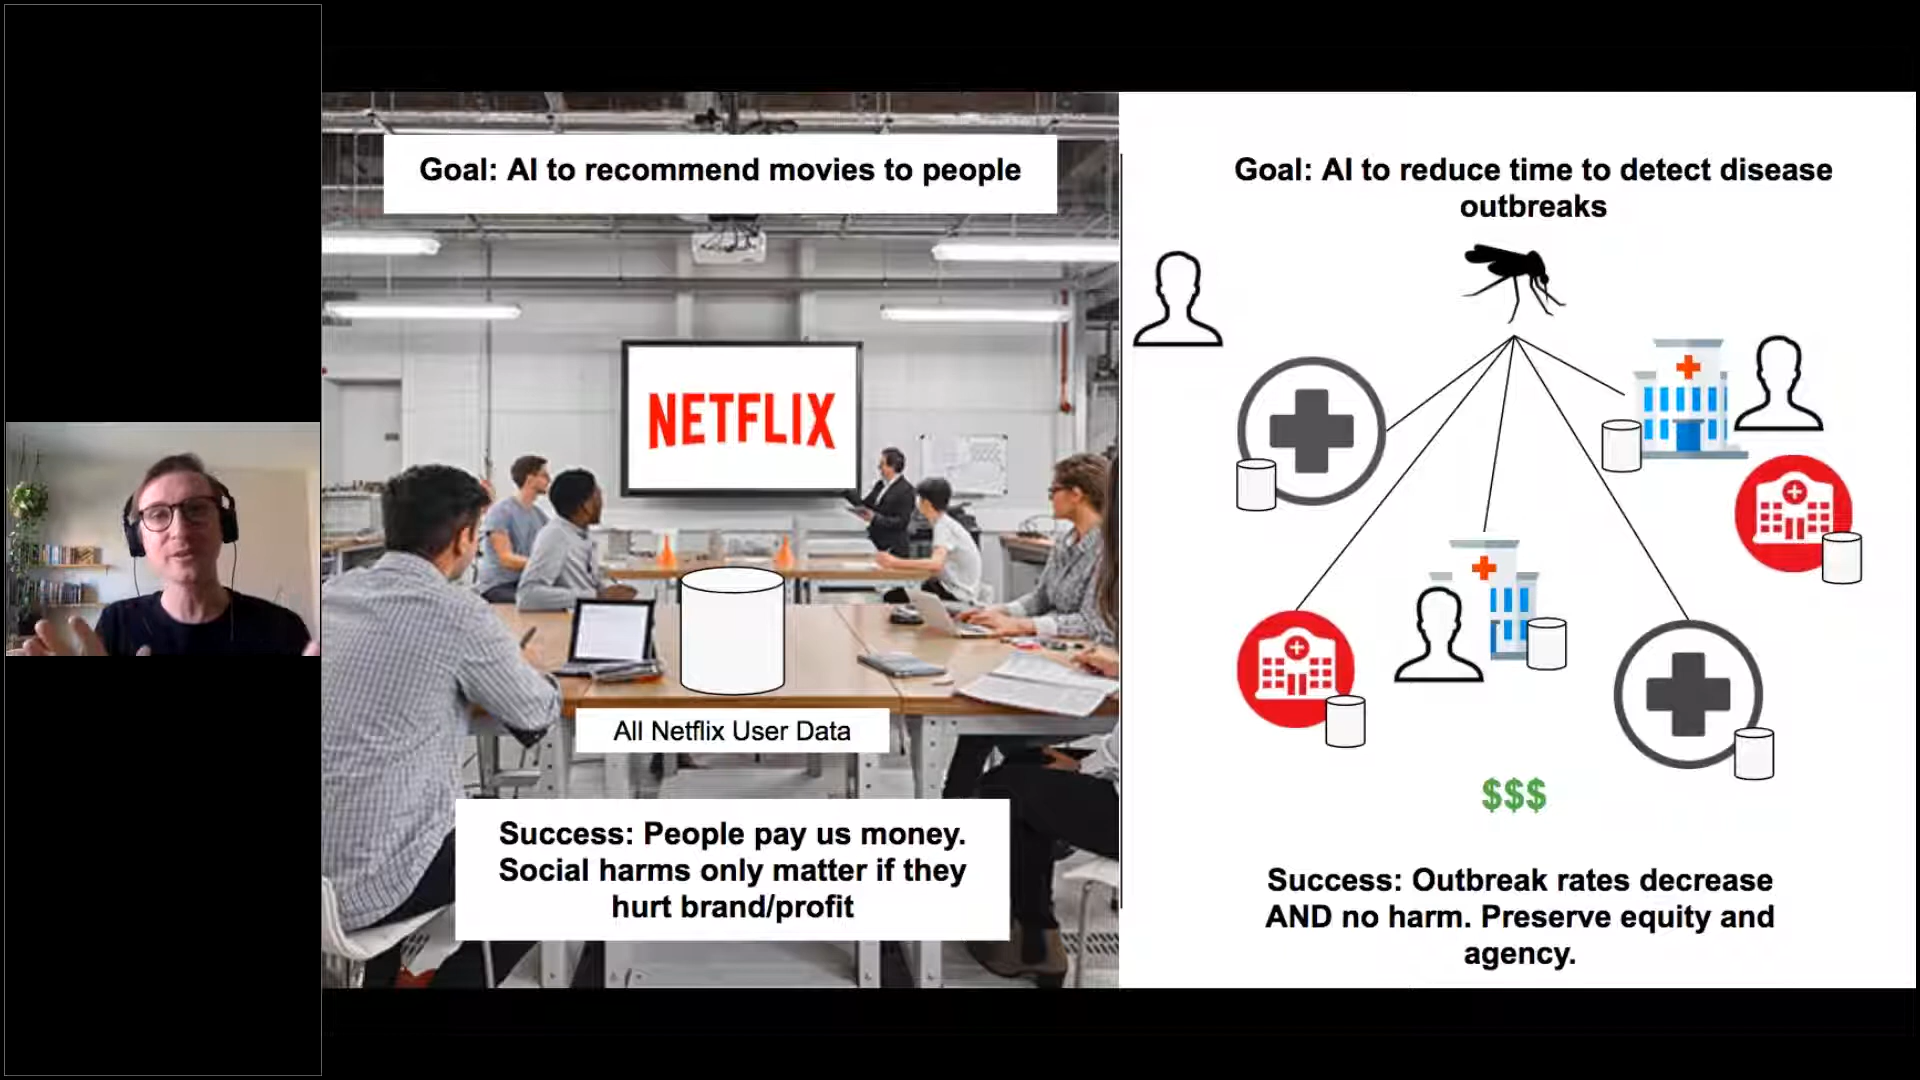 Goal: AI to recommend movies to people
NETFLIX
All Netflix User Data
Success: People pay us money.
Social harms only matter if they
hurt brand/profit
Goal: AI to reduce time to detect disease
outbreaks
$$$
Success: Outbreak rates decrease
AND no harm. Preserve equity and
agency.